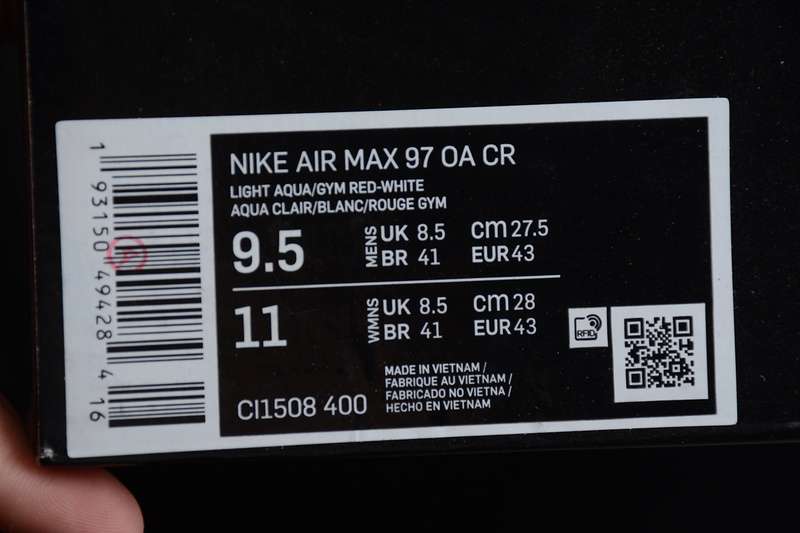 NIKE AIR MAX 97 OA CR
LIGHT AQUA/GYM RED-WHITE
AQUA CLAIR/BLANC/ROUGE GYM
9.5
MENS
UK 8.5 cm 27.5
BR 41 EUR 43
11
WMNS
UK 8.5 cm 28
BR 41 EUR 43
RFID
MADE IN VIETNAM /
FABRIQUE AU VIETNAM /
FABRICADO NO VIETNA /
HECHO EN VIETNAM
CI1508 400
1 93150 49428 4 16